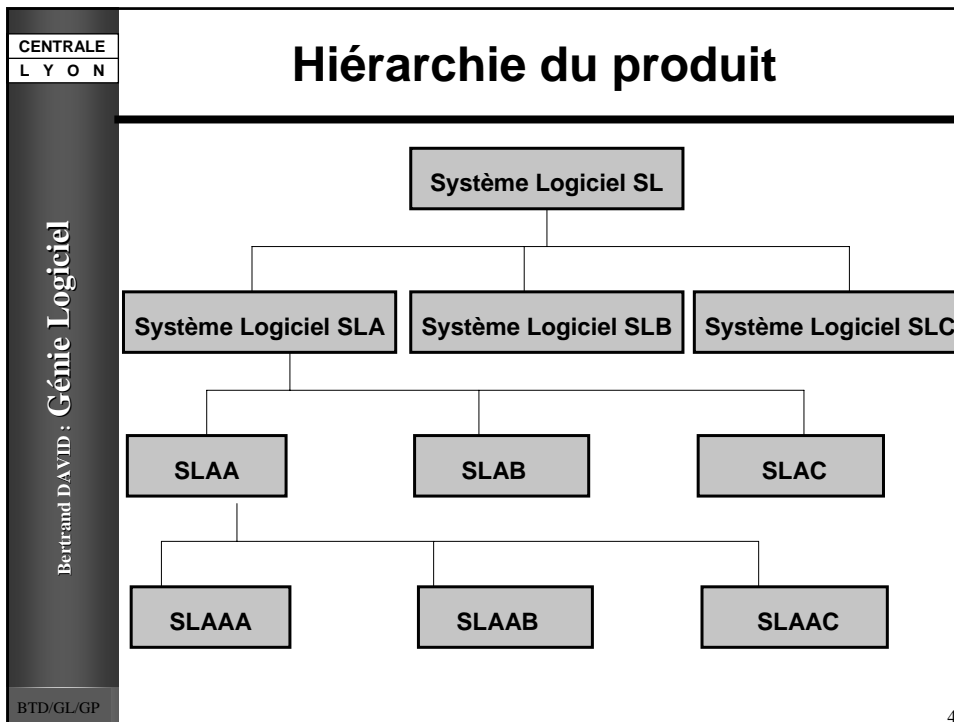 CENTRALE
L Y O N
Hiérarchie du produit
Bertrand DAVID : Génie Logiciel
Système Logiciel SL
Système Logiciel SLA
Système Logiciel SLB
Système Logiciel SLC
SLAA
SLAB
SLAC
SLAAA
SLAAB
SLAAC
BTD/GL/GP
4